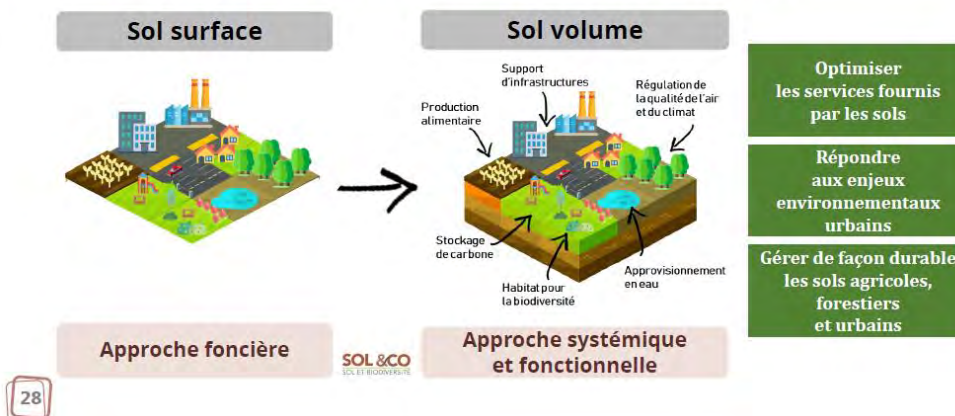 Sol surface
Sol volume
Support
d'infrastructures
Production
alimentaire
Régulation de
la qualité de l'air
et du climat
Stockage
de carbone
Habitat pour
la biodiversité
Approvisionnement
en eau
Optimiser
les services fournis
par les sols
Répondre
aux enjeux
environnementaux
urbains
Gérer de façon durable
les sols agricoles,
forestiers
et urbains
Approche foncière
SOL &CO
SOL ET BIODIVERSITÉ
Approche systémique
et fonctionnelle
28